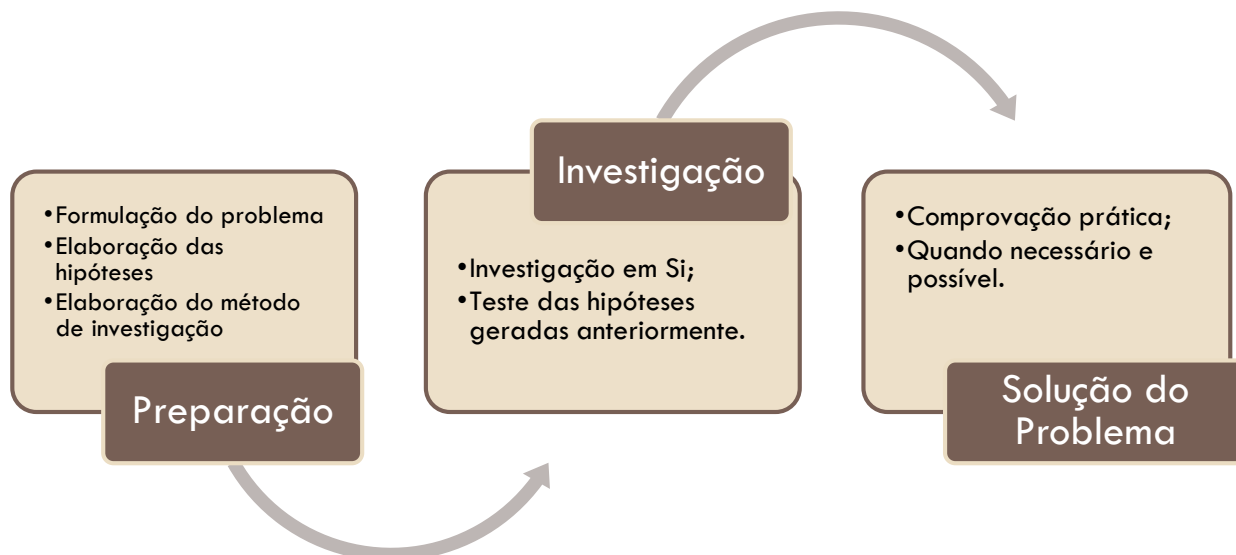 •Formulação do problema
•Elaboração das
hipóteses
•Elaboração do método
de investigação
Preparação
Investigação
•Investigação em Si;
•Teste das hipóteses
geradas anteriormente.
•Comprovação prática;
•Quando necessário e
possível.
Solução do
Problema